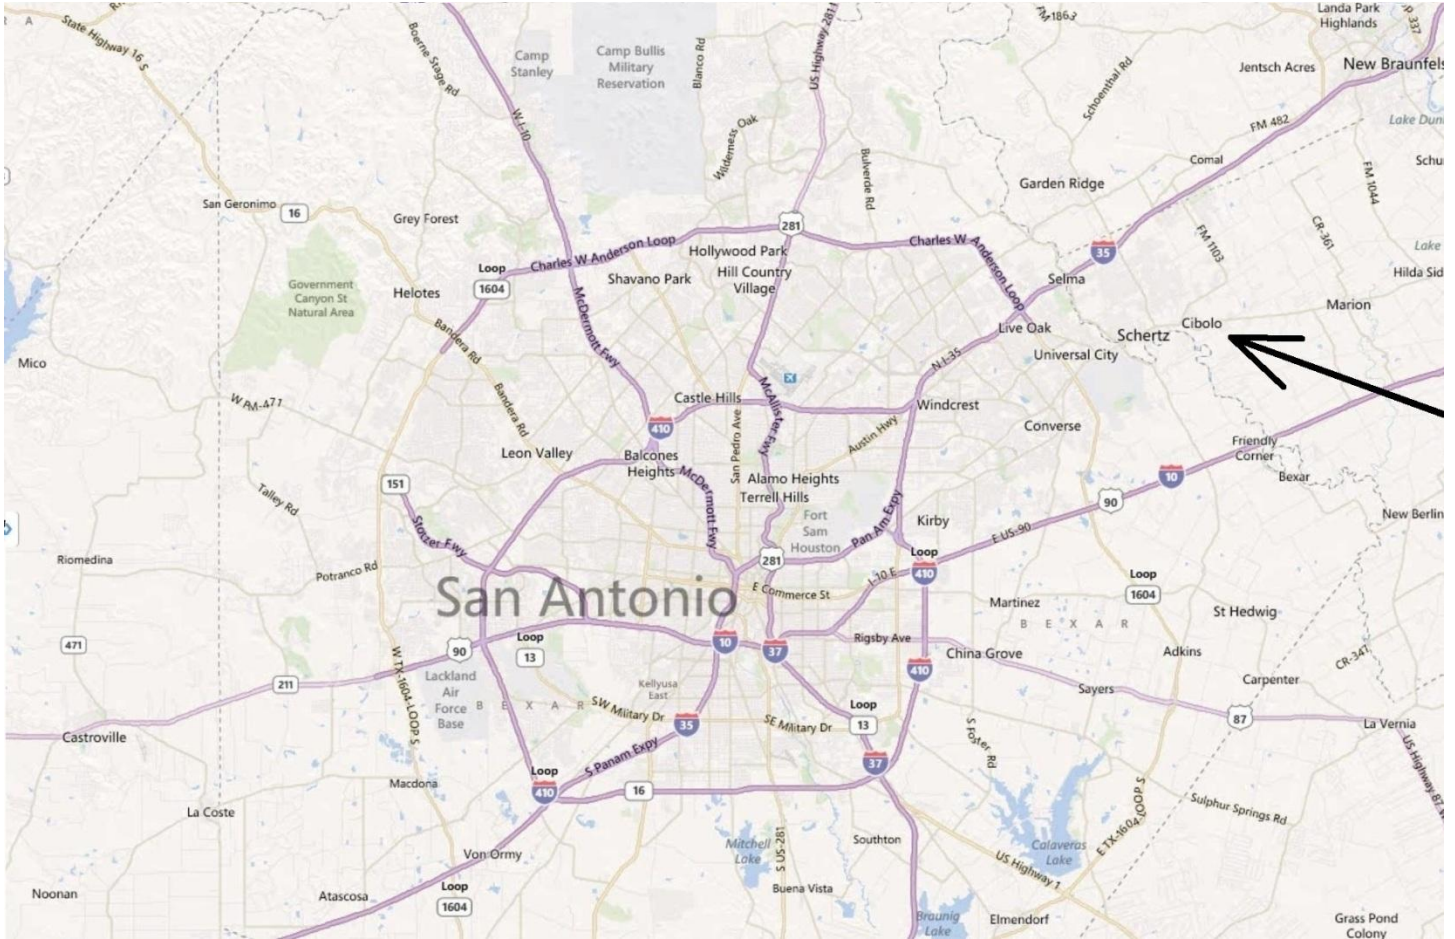 State Highway 16 S
Boerne Stage Rd
Camp
Stanley
Camp Bullis
Military
Reservation
Blanco Rd
US Highway 281
FM 1863
Landa Park
Highlands
P 337
Jentsch Acres
New Braunfels
Schoenthal Rd
W I-10
Wilderness Oak
FM 482
Lake Dun
Bulverde Rd
Comal
Schu
Garden Ridge
FM 1044
San Geronimo
16
Grey Forest
281
CR-361
FM 1103
Charles W Anderson Loop
Hollywood Park
Charles W Anderson Loop
35
Lake
Loop
1604
Shavano Park
Hill Country
Village
Selma
Hilda Sid
Government
Canyon St
Natural Area
Helotes
Marion
McDermott Fwy
Live Oak
Cibolo
Schertz
Bandera Rd
Universal City
Mico
N I-35
W FM-471
Bandera Rd
Castle Hills
McAllister Fwy
Windcrest
410
San Pedro Ave
Austin Hwy
Converse
Leon Valley
Balcones
Heights
Friendly
Corner
McDermott Fwy
Alamo Heights
Terrell Hills
10
Bexar
151
Talley Rd
90
Fort
Sam
Houston
Pan Am Expy
Kirby
New Berlin
Stotzer Fwy
E US-90
Riomedina
281
Loop
410
Potranco Rd
I-10 E
Loop
1604
San Antonio
E Commerce St
Martinez
St Hedwig
BEXAR
471
90
Loop
13
10
37
Rigsby Ave
China Grove
Adkins
CR-347
W TX-1604-LOOP S
Lackland
Air
Force
Base
410
211
Kellyusa
East
Sayers
Carpenter
BEXAR
SW Military Dr
35
SE Military Dr
Loop
13
87
La Vernia
Castroville
S Foster Rd
US Highway 87 W
S Panam Expy
37
Macdona
Loop
410
16
E TX-1604-LOOP S
Sulphur Springs Rd
La Coste
Mitchell
Lake
S US-281
Southton
Calaveras
Lake
Von Ormy
US Highway 1
Noonan
Atascosa
Loop
1604
Buena Vista
Braunig
Lake
Elmendorf
Grass Pond
Colony